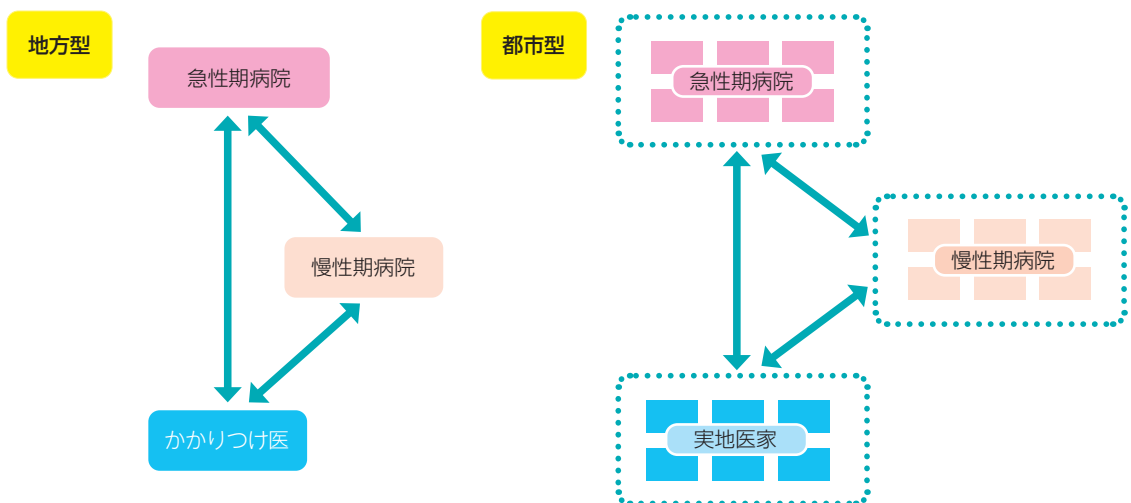 地方型
急性期病院
慢性期病院
かかりつけ医
都市型
急性期病院
慢性期病院
実地医家